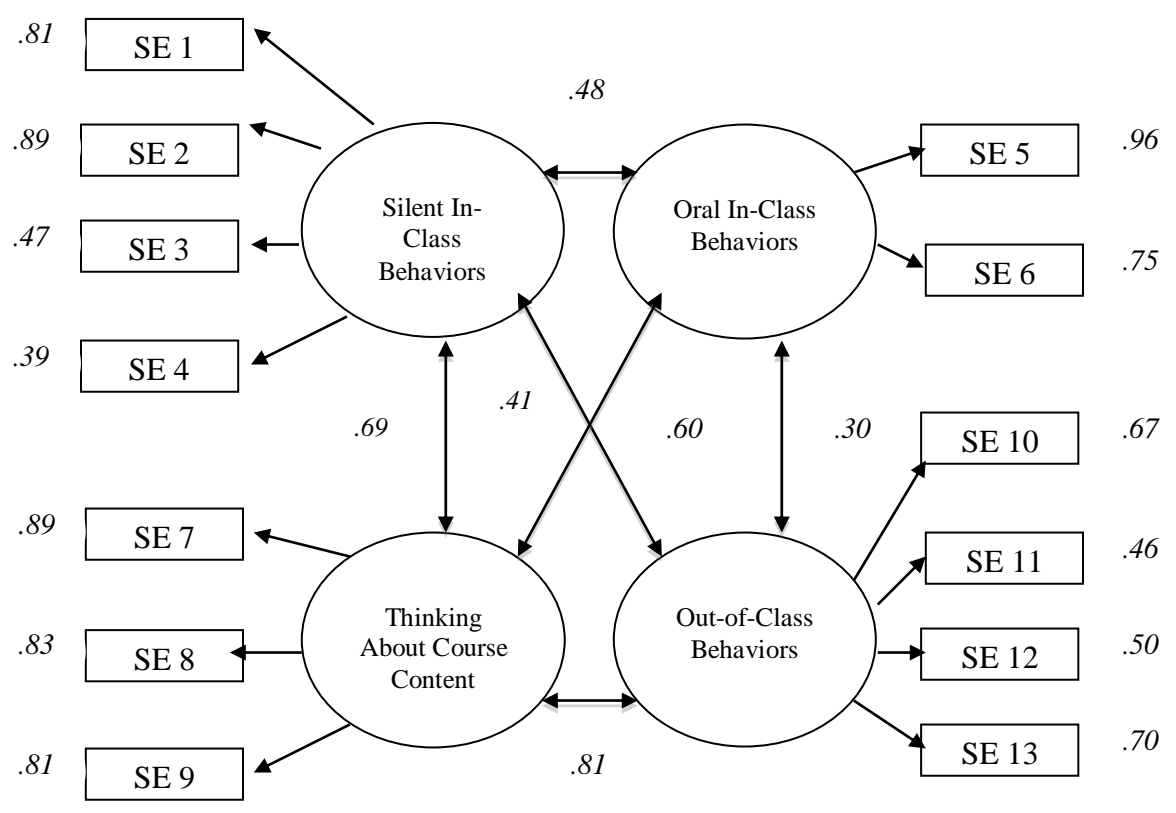 .81
SE 1
.48
.89
SE 2
SE 5
.96
Silent In-
Class
Behaviors
Oral In-Class
Behaviors
.47
SE 3
SE 6
.75
.39
SE 4
.69
.41
.60
.30
SE 10
.67
.89
SE 7
SE 11
.46
Thinking
About Course
Content
Out-of-Class
Behaviors
.83
SE 8
SE 12
.50
.81
SE 9
.81
SE 13
.70